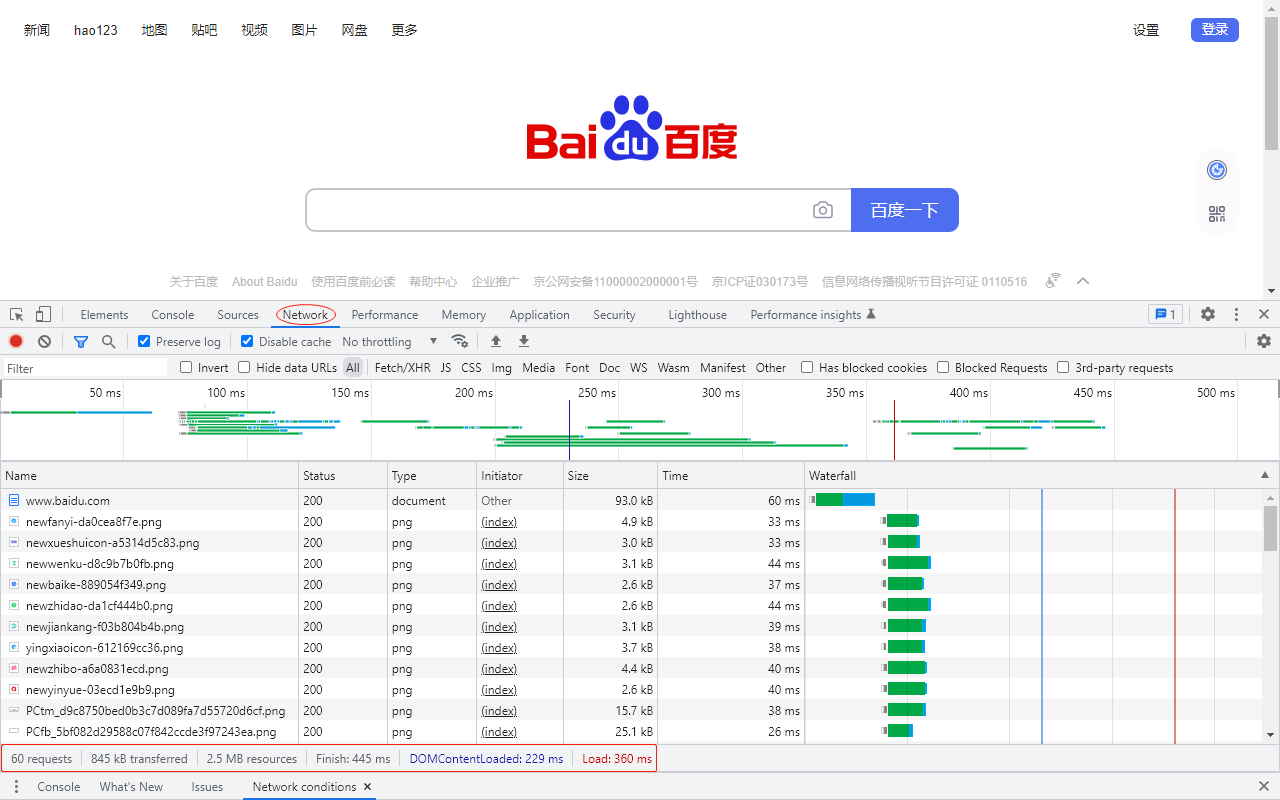 新闻 hao123 地图 贴吧 视频 图片 网盘 更多 设置 登录
Bai du 百度
百度一下
关于百度 About Baidu 使用百度前必读 帮助中心 企业推广 京公网安备11000002000001号 京ICP证030173号 信息网络传播视听节目许可证 0110516
Elements Console Sources Network Performance Memory Application Security Lighthouse Performance insights 1
Preserve log Disable cache No throttling
Filter Invert Hide data URLs All Fetch/XHR JS CSS Img Media Font Doc WS Wasm Manifest Other Has blocked cookies Blocked Requests 3rd-party requests
50 ms 100 ms 150 ms 200 ms 250 ms 300 ms 350 ms 400 ms 450 ms 500 ms
Name Status Type Initiator Size Time Waterfall
www.baidu.com 200 document Other 93.0 kB 60 ms
newfanyi-da0cea8f7e.png 200 png (index) 4.9 kB 33 ms
newxueshuicon-a5314d5c83.png 200 png (index) 3.0 kB 33 ms
newwenku-d8c9b7b0fb.png 200 png (index) 3.1 kB 44 ms
newbaike-889054f349.png 200 png (index) 2.6 kB 37 ms
newzhidao-da1cf444b0.png 200 png (index) 2.6 kB 44 ms
newjiankang-f03b804b4b.png 200 png (index) 3.1 kB 39 ms
yingxiaoicon-612169cc36.png 200 png (index) 3.7 kB 38 ms
newzhibo-a6a0831ecd.png 200 png (index) 4.4 kB 40 ms
newyinyue-03ecd1e9b9.png 200 png (index) 2.6 kB 40 ms
PCtm_d9c8750bed0b3c7d089fa7d55720d6cf.png 200 png (index) 15.7 kB 38 ms
PCfb_5bf082d29588c07f842ccde3f97243ea.png 200 png (index) 25.1 kB 26 ms
60 requests 845 kB transferred 2.5 MB resources Finish: 445 ms DOMContentLoaded: 229 ms Load: 360 ms
Console What's New Issues Network conditions